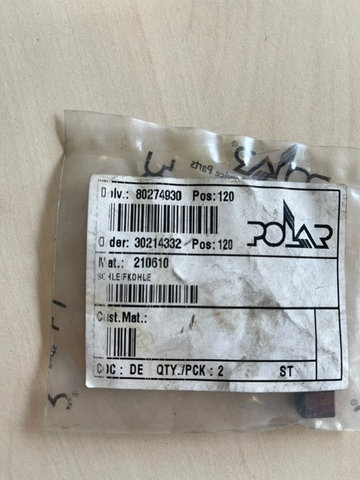 Dolv.: 80274930 Pos:120
POLAR
Order: 30214332 Pos:120
Mat.: 210610
SCHLEIFKOHLE
Cust.Mat.:
COC: DE QTY./PCK: 2 ST